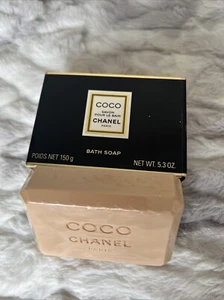 COCO
SAVON
POUR LE BAIN
CHANEL
PARIS
BATH SOAP
POIDS NET 150 g
NET WT. 5.3 OZ.
COCO
CHANEL